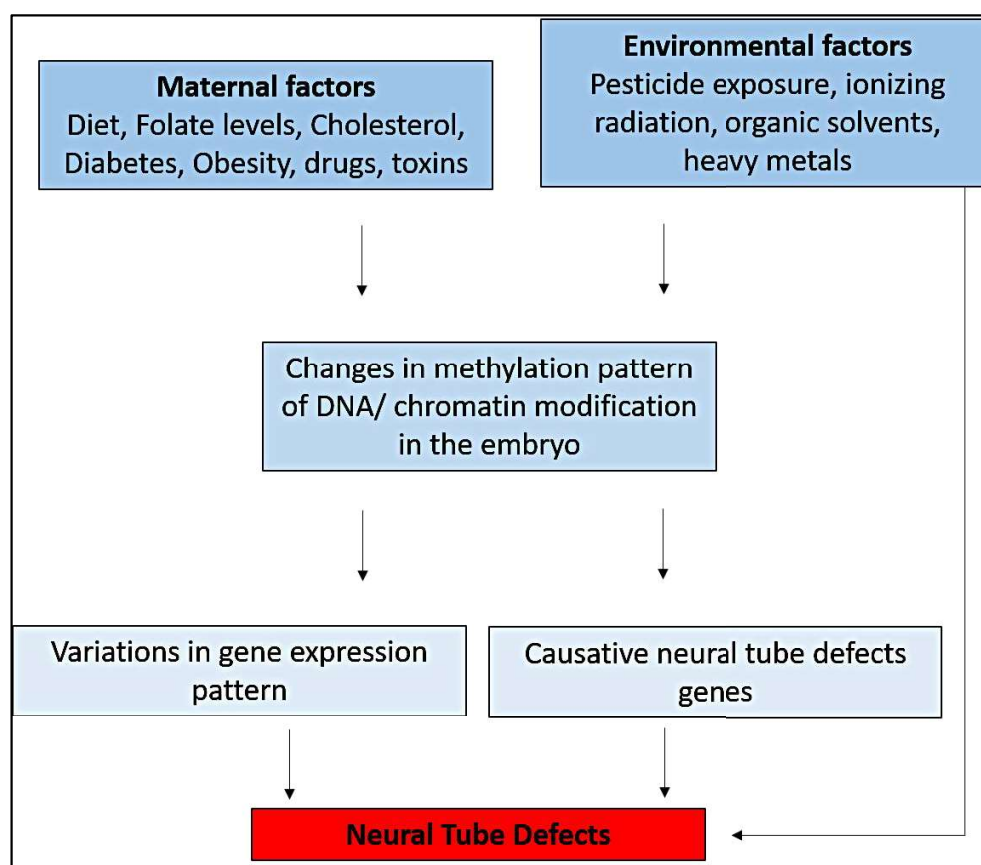 Maternal factors
Diet, Folate levels, Cholesterol,
Diabetes, Obesity, drugs, toxins
Environmental factors
Pesticide exposure, ionizing
radiation, organic solvents,
heavy metals
Changes in methylation pattern
of DNA/ chromatin modification
in the embryo
Variations in gene expression
pattern
Causative neural tube defects
genes
Neural Tube Defects